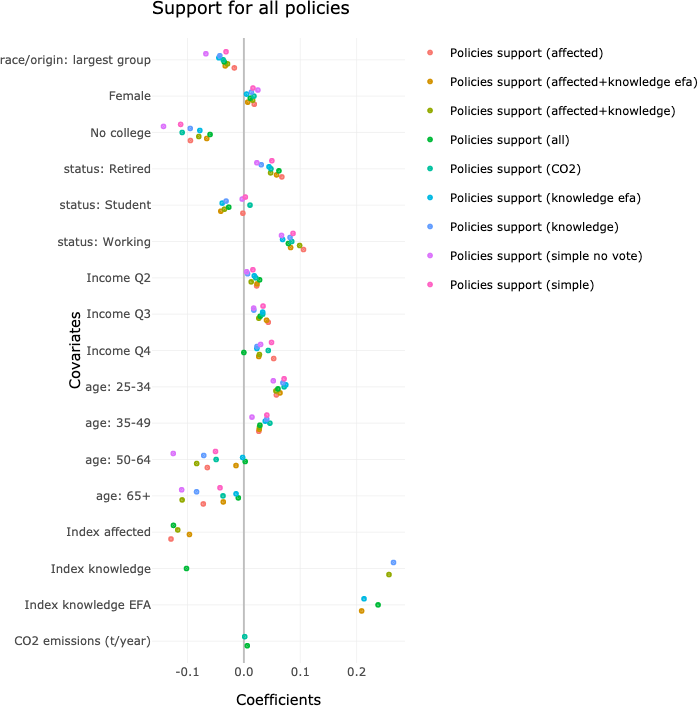 Support for all policies
race/origin: largest group
Female
No college
status: Retired
status: Student
status: Working
Income Q2
Income Q3
Income Q4
age: 25-34
age: 35-49
age: 50-64
age: 65+
Index affected
Index knowledge
Index knowledge EFA
CO2 emissions (t/year)
Covariates
-0.1
0.0
0.1
0.2
Coefficients
Policies support (affected)
Policies support (affected+knowledge efa)
Policies support (affected+knowledge)
Policies support (all)
Policies support (CO2)
Policies support (knowledge efa)
Policies support (knowledge)
Policies support (simple no vote)
Policies support (simple)